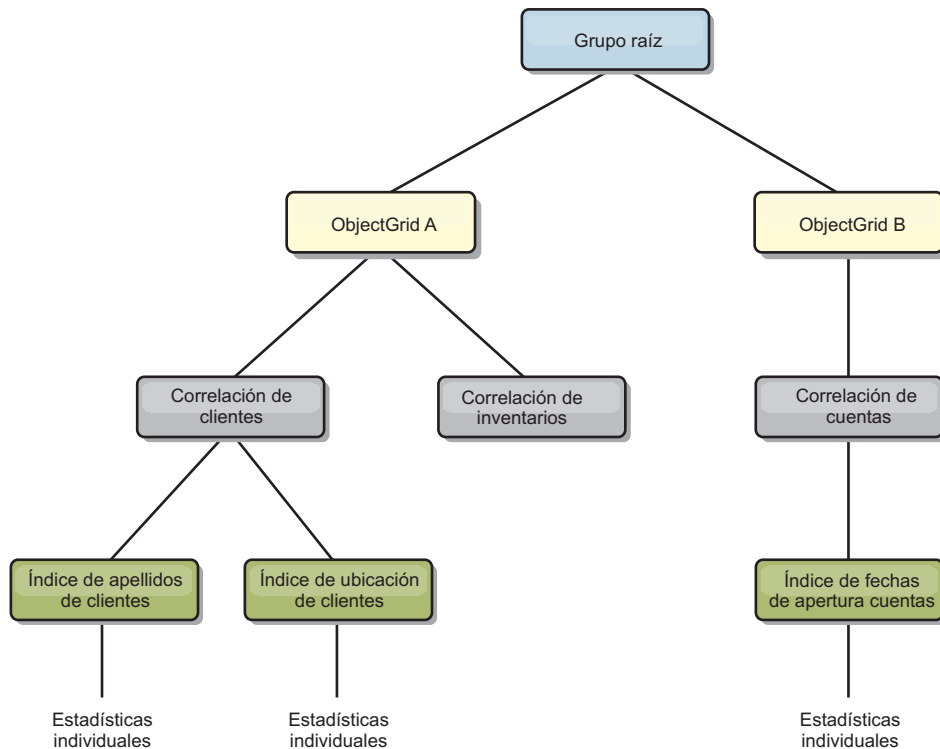 Grupo raíz
ObjectGrid A
ObjectGrid B
Correlación de
clientes
Correlación de
inventarios
Correlación de
cuentas
Índice de apellidos
de clientes
Índice de ubicación
de clientes
Índice de fechas
de apertura cuentas
Estadísticas
individuales
Estadísticas
individuales
Estadísticas
individuales